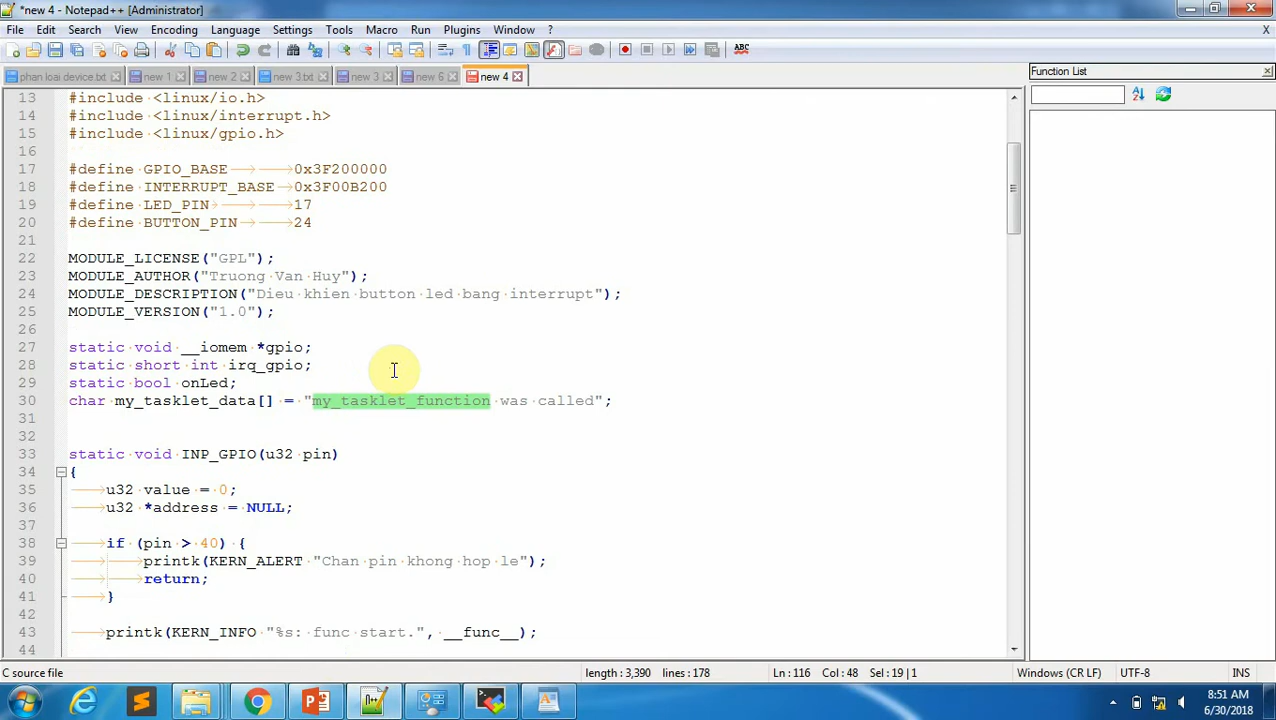 *new 4 - Notepad++ [Administrator]
File Edit Search View Encoding Language Settings Tools Macro Run Plugins Window ? X
phan loai device.txt new 1 new 2 new 3.txt new 3 new 6 new 4
Function List
13 #include <linux/io.h>
14 #include <linux/interrupt.h>
15 #include <linux/gpio.h>
16
17 #define GPIO_BASE 0x3F200000
18 #define INTERRUPT_BASE 0x3F00B200
19 #define LED_PIN 17
20 #define BUTTON_PIN 24
21
22 MODULE_LICENSE("GPL");
23 MODULE_AUTHOR("Truong Van Huy");
24 MODULE_DESCRIPTION("Dieu khien button led bang interrupt");
25 MODULE_VERSION("1.0");
26
27 static void __iomem *gpio;
28 static short int irq_gpio;
29 static bool onLed;
30 char my_tasklet_data[] = "my_tasklet_function was called";
31
32
33 static void INP_GPIO(u32 pin)
34 {
35 u32 value = 0;
36 u32 *address = NULL;
37
38 if (pin > 40) {
39 printk(KERN_ALERT "Chan pin khong hop le");
40 return;
41 }
42
43 printk(KERN_INFO "%s: func start.", __func__);
44
C source file length : 3,390 lines : 178 Ln : 116 Col : 48 Sel : 19 | 1 Windows (CR LF) UTF-8 INS
8:51 AM
6/30/2018